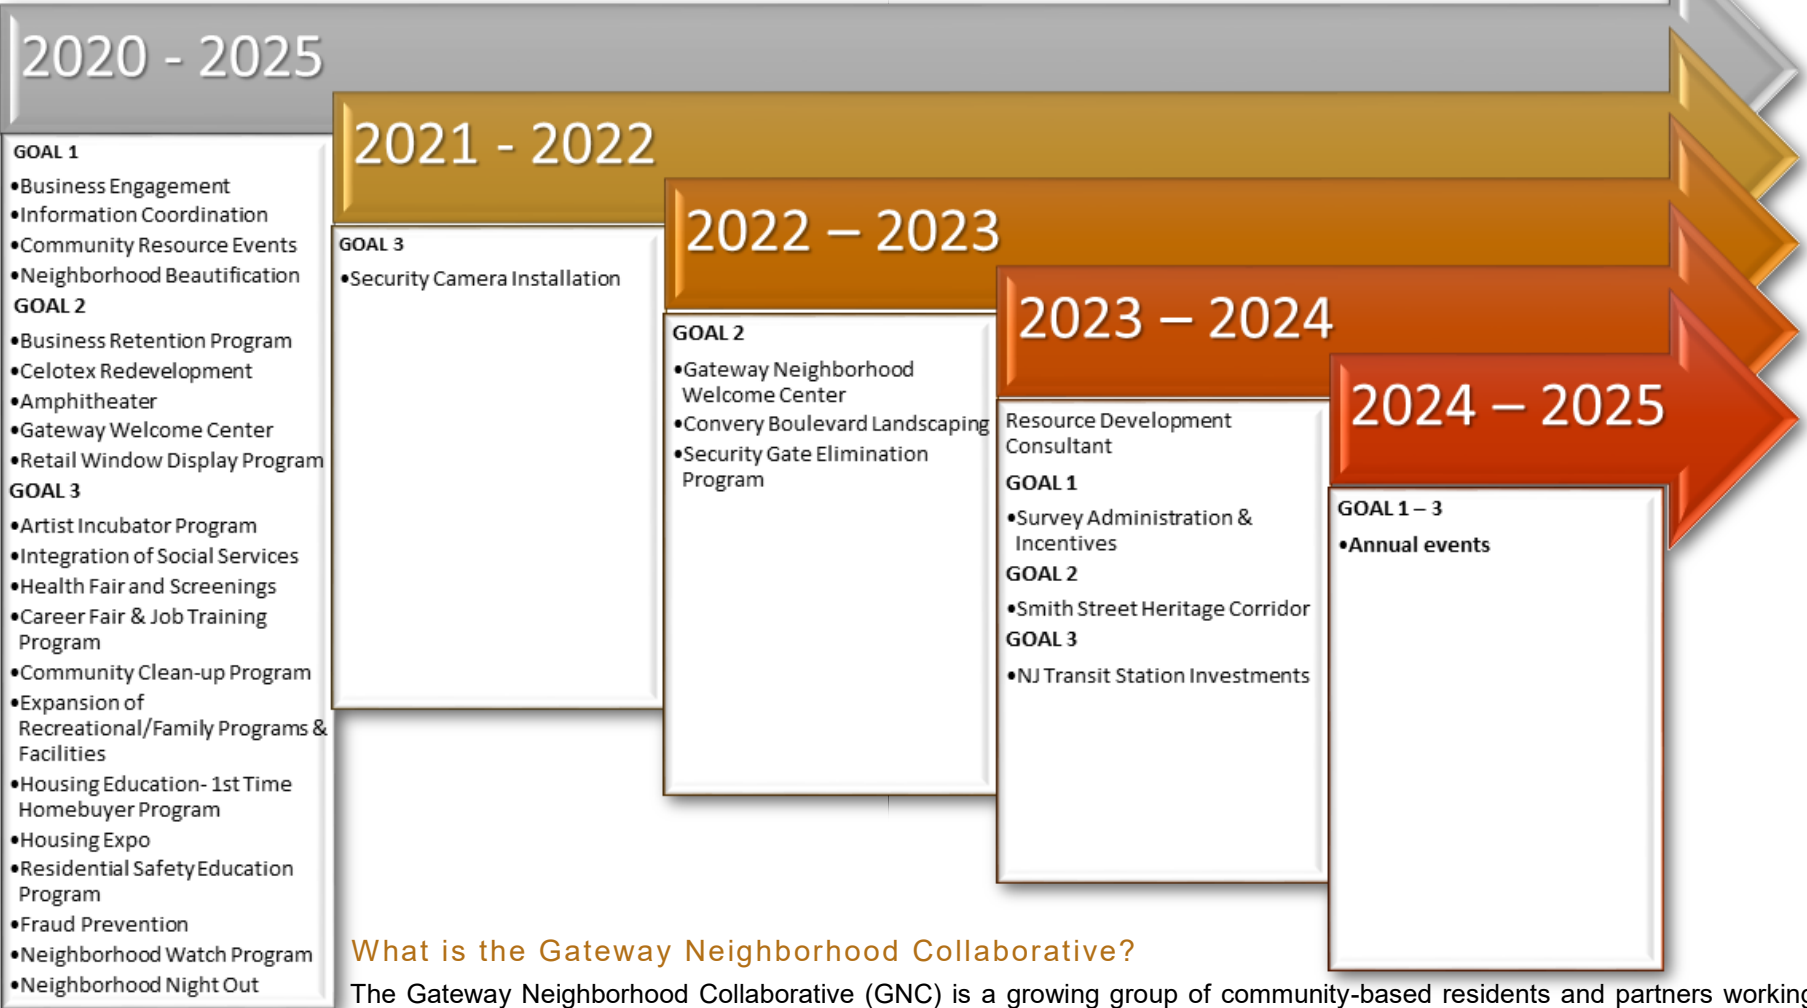 2020 - 2025
GOAL 1
•Business Engagement
•Information Coordination
•Community Resource Events
•Neighborhood Beautification
GOAL 2
•Business Retention Program
•Celotex Redevelopment
•Amphitheater
•Gateway Welcome Center
•Retail Window Display Program
GOAL 3
•Artist Incubator Program
•Integration of Social Services
•Health Fair and Screenings
•Career Fair & Job Training
Program
•Community Clean-up Program
•Expansion of
Recreational/Family Programs &
Facilities
•Housing Education- 1st Time
Homebuyer Program
•Housing Expo
•Residential Safety Education
Program
•Fraud Prevention
•Neighborhood Watch Program
•Neighborhood Night Out
2021 - 2022
GOAL 3
•Security Camera Installation
2022 – 2023
GOAL 2
•Gateway Neighborhood
Welcome Center
•Convery Boulevard Landscaping
•Security Gate Elimination
Program
2023 – 2024
Resource Development
Consultant
GOAL 1
•Survey Administration &
Incentives
GOAL 2
•Smith Street Heritage Corridor
GOAL 3
•NJ Transit Station Investments
2024 – 2025
GOAL 1 – 3
•Annual events
What is the Gateway Neighborhood Collaborative?
The Gateway Neighborhood Collaborative (GNC) is a growing group of community-based residents and partners working